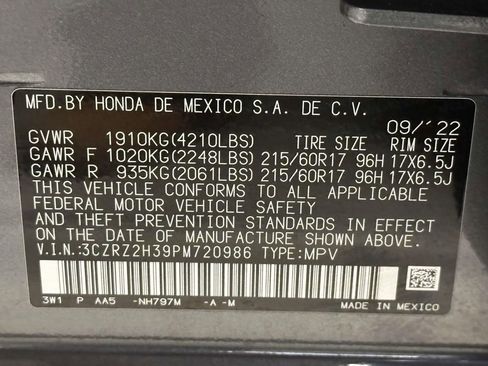 MFD.BY HONDA DE MEXICO S.A. DE C.V.
09/'22
GVWR 1910KG(4210LBS) TIRE SIZE RIM SIZE
GAWR F 1020KG(2248LBS) 215/60R17 96H 17X6.5J
GAWR R 935KG(2061LBS) 215/60R17 96H 17X6.5J
THIS VEHICLE CONFORMS TO ALL APPLICABLE
FEDERAL MOTOR VEHICLE SAFETY
AND THEFT PREVENTION STANDARDS IN EFFECT
ON THE DATE OF MANUFACTURE SHOWN ABOVE.
V.I.N.:3CZRZ2H39PM720986 TYPE:MPV
3W1 P AA5 -NH797M -A-M MADE IN MEXICO